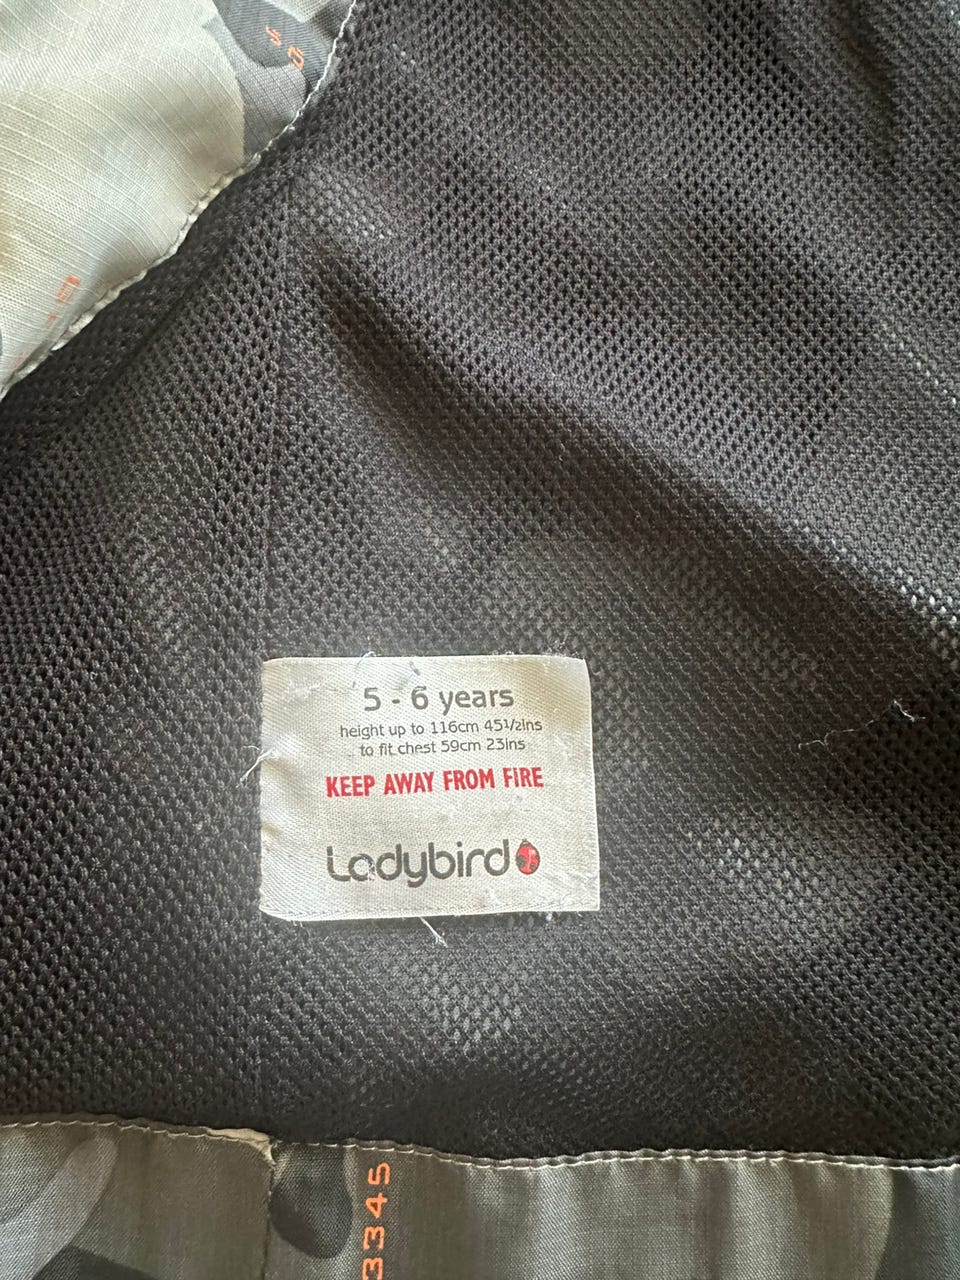 5 - 6 years
height up to 116cm 45½ins
to fit chest 59cm 23ins
KEEP AWAY FROM FIRE
Ladybird
3345